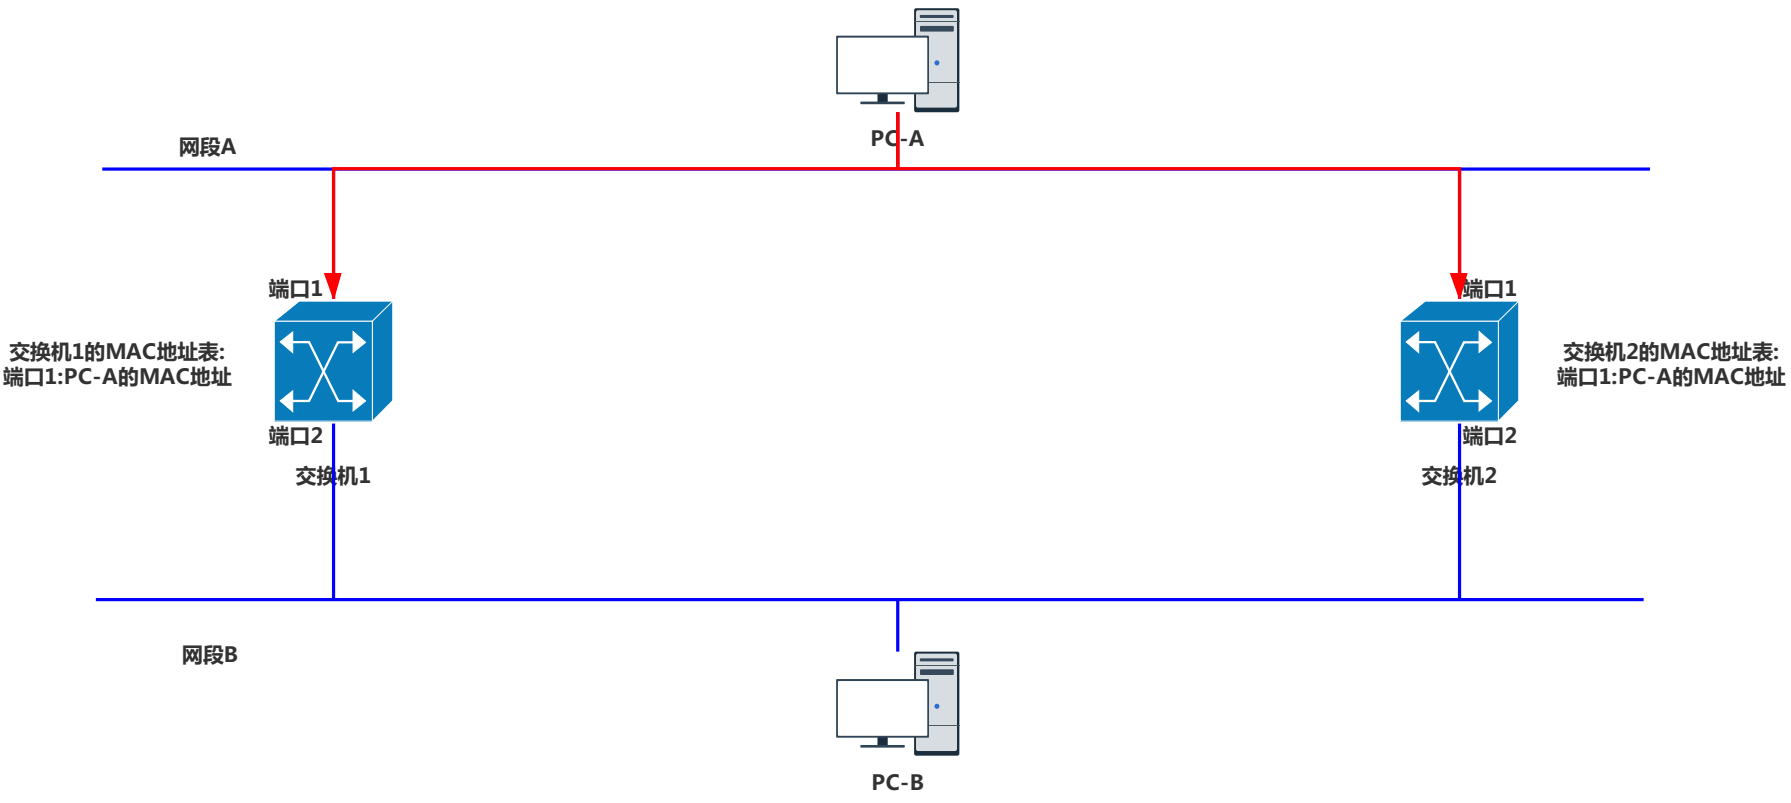 PC-A
网段A
端口1
端口1
交换机1的MAC地址表:
端口1:PC-A的MAC地址
交换机2的MAC地址表:
端口1:PC-A的MAC地址
端口2
端口2
交换机1
交换机2
网段B
PC-B